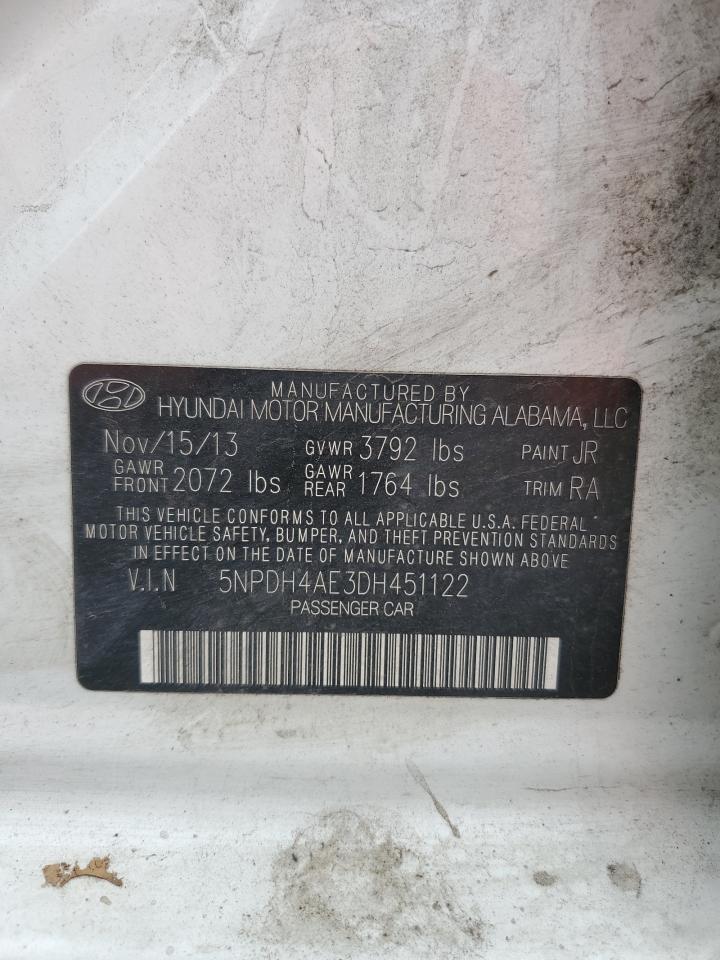 MANUFACTURED BY
HYUNDAI MOTOR MANUFACTURING ALABAMA, LLC
Nov/15/13 GVWR 3792 lbs PAINT JR
GAWR FRONT 2072 lbs GAWR REAR 1764 lbs TRIM RA
THIS VEHICLE CONFORMS TO ALL APPLICABLE U.S.A. FEDERAL
MOTOR VEHICLE SAFETY, BUMPER, AND THEFT PREVENTION STANDARDS
IN EFFECT ON THE DATE OF MANUFACTURE SHOWN ABOVE
V.I.N 5NPDH4AE3DH451122
PASSENGER CAR